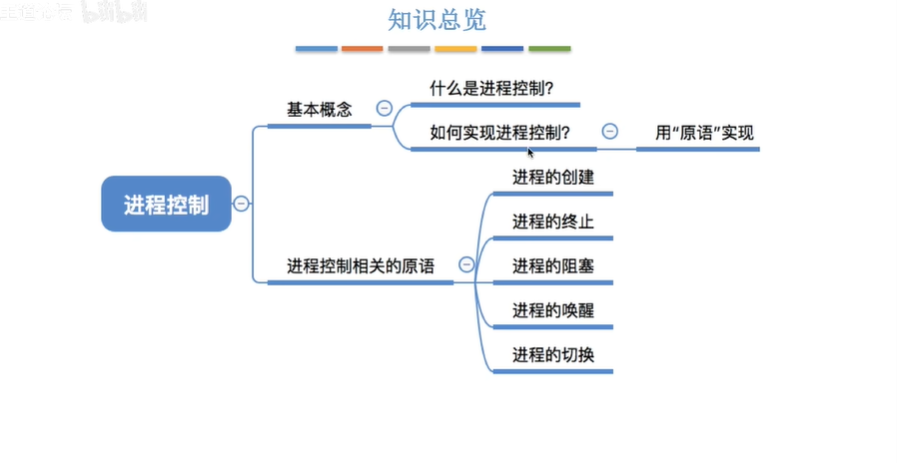 知识总览
基本概念
什么是进程控制？
如何实现进程控制？
用“原语”实现
进程控制
进程控制相关的原语
进程的创建
进程的终止
进程的阻塞
进程的唤醒
进程的切换
bilibili